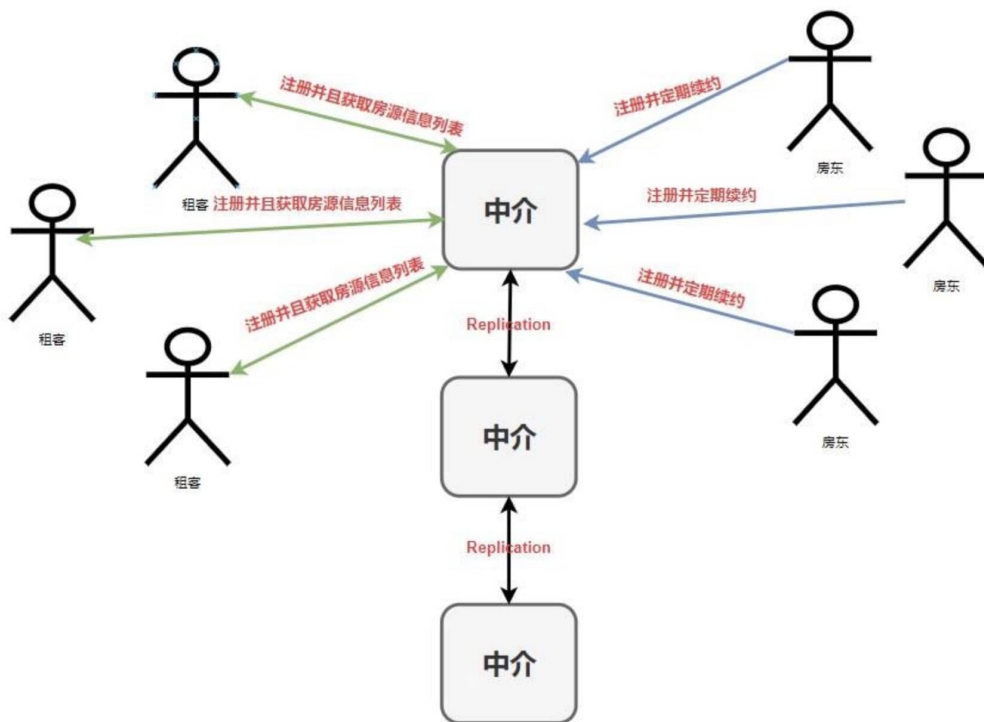 注册并且获取房源信息列表
注册并定期续约
房东
租客
注册并且获取房源信息列表
中介
注册并定期续约
房东
租客
注册并且获取房源信息列表
注册并定期续约
Replication
房东
租客
中介
Replication
中介